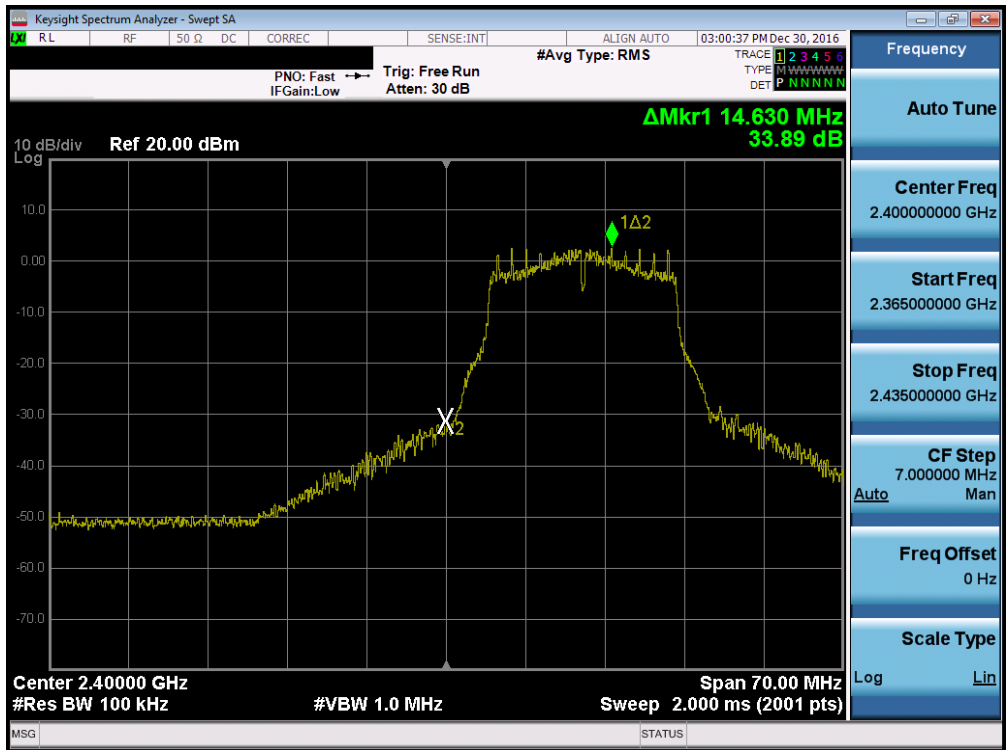 Keysight Spectrum Analyzer - Swept SA
LXI RL RF 50 Ω DC CORREC SENSE:INT ALIGN AUTO 03:00:37 PM Dec 30, 2016
#Avg Type: RMS TRACE 1 2 3 4 5 6
PNO: Fast Trig: Free Run TYPE M WWWWW
IFGain:Low Atten: 30 dB DET P N N N N N
ΔMkr1 14.630 MHz
33.89 dB
10 dB/div Ref 20.00 dBm
Log
10.0
1Δ2
0.00
-10.0
-20.0
-30.0
X2
-40.0
-50.0
-60.0
-70.0
Center 2.40000 GHz Span 70.00 MHz
#Res BW 100 kHz #VBW 1.0 MHz Sweep 2.000 ms (2001 pts)
MSG STATUS
Frequency
Auto Tune
Center Freq
2.400000000 GHz
Start Freq
2.365000000 GHz
Stop Freq
2.435000000 GHz
CF Step
7.000000 MHz
Auto Man
Freq Offset
0 Hz
Scale Type
Log Lin